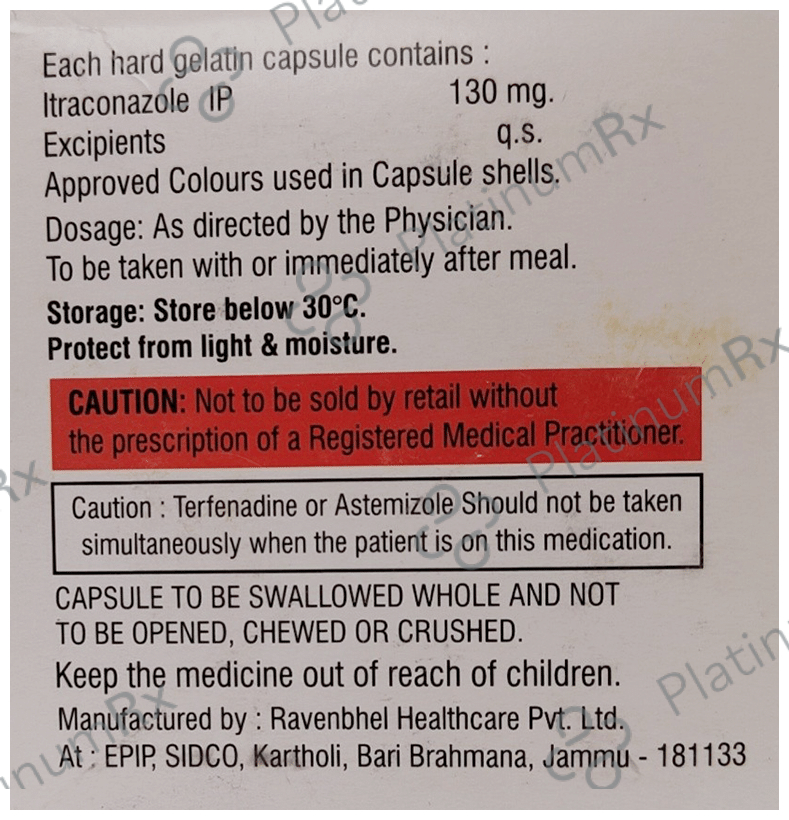 Each hard gelatin capsule contains :
Itraconazole IP 130 mg.
Excipients q.s.
Approved Colours used in Capsule shells.
Dosage: As directed by the Physician.
To be taken with or immediately after meal.
Storage: Store below 30°C.
Protect from light & moisture.
CAUTION: Not to be sold by retail without
the prescription of a Registered Medical Practitioner.
Caution : Terfenadine or Astemizole Should not be taken
simultaneously when the patient is on this medication.
CAPSULE TO BE SWALLOWED WHOLE AND NOT
TO BE OPENED, CHEWED OR CRUSHED.
Keep the medicine out of reach of children.
Manufactured by : Ravenbhel Healthcare Pvt. Ltd.
At : EPIP, SIDCO, Kartholi, Bari Brahmana, Jammu - 181133
PlatinumRx
PlatinumRx